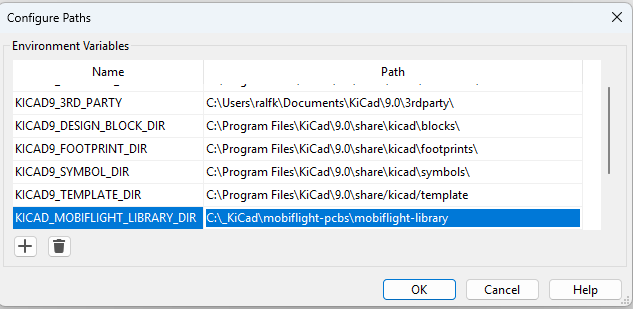 Configure Paths
Environment Variables
Name Path
KICAD9_3RD_PARTY C:\Users\ralfk\Documents\KiCad\9.0\3rdparty\
KICAD9_DESIGN_BLOCK_DIR C:\Program Files\KiCad\9.0\share\kicad\blocks\
KICAD9_FOOTPRINT_DIR C:\Program Files\KiCad\9.0\share\kicad\footprints\
KICAD9_SYMBOL_DIR C:\Program Files\KiCad\9.0\share\kicad\symbols\
KICAD9_TEMPLATE_DIR C:\Program Files\KiCad\9.0\share/kicad/template
KICAD_MOBIFLIGHT_LIBRARY_DIR C:\_KiCad\mobiflight-pcbs\mobiflight-library
OK Cancel Help